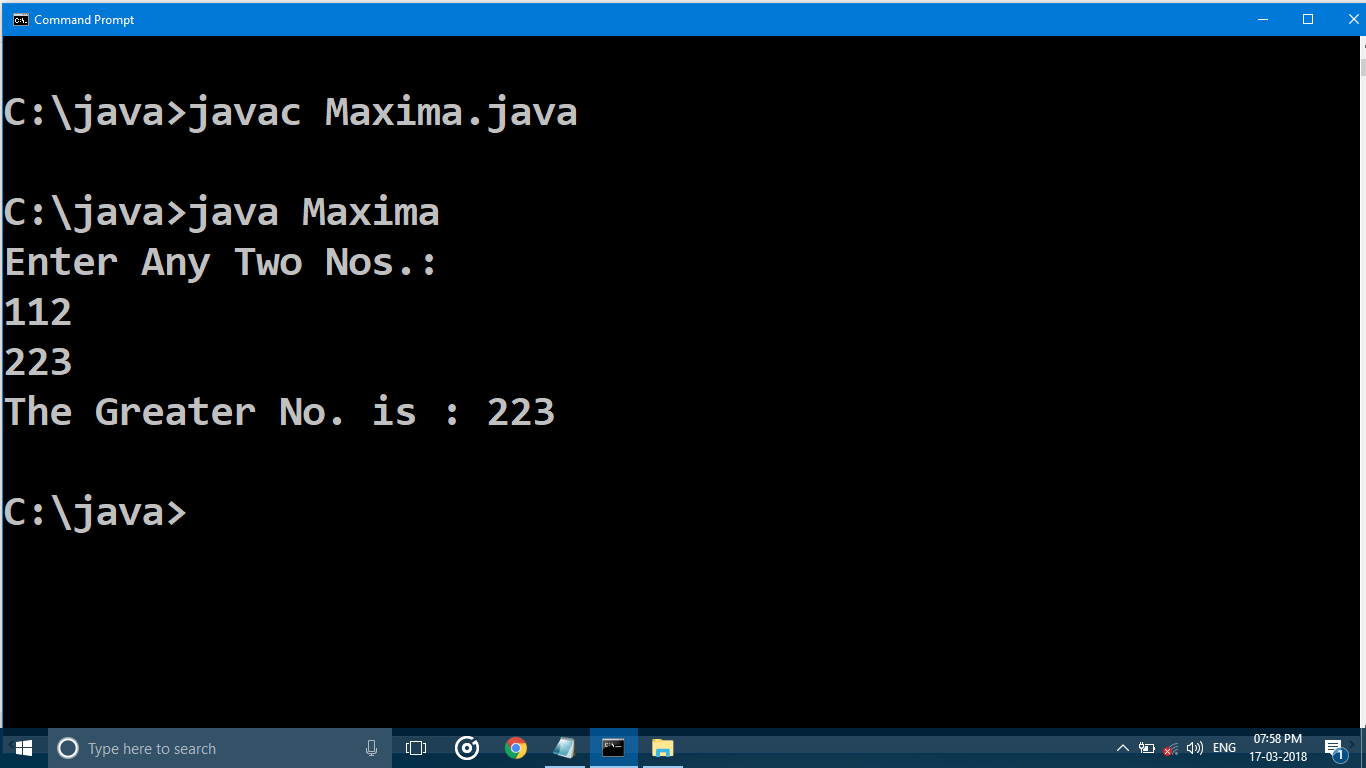 Command Prompt
C:\java>javac Maxima.java
C:\java>java Maxima
Enter Any Two Nos.:
112
223
The Greater No. is : 223
C:\java>
Type here to search
ENG
07:58 PM
17-03-2018
1